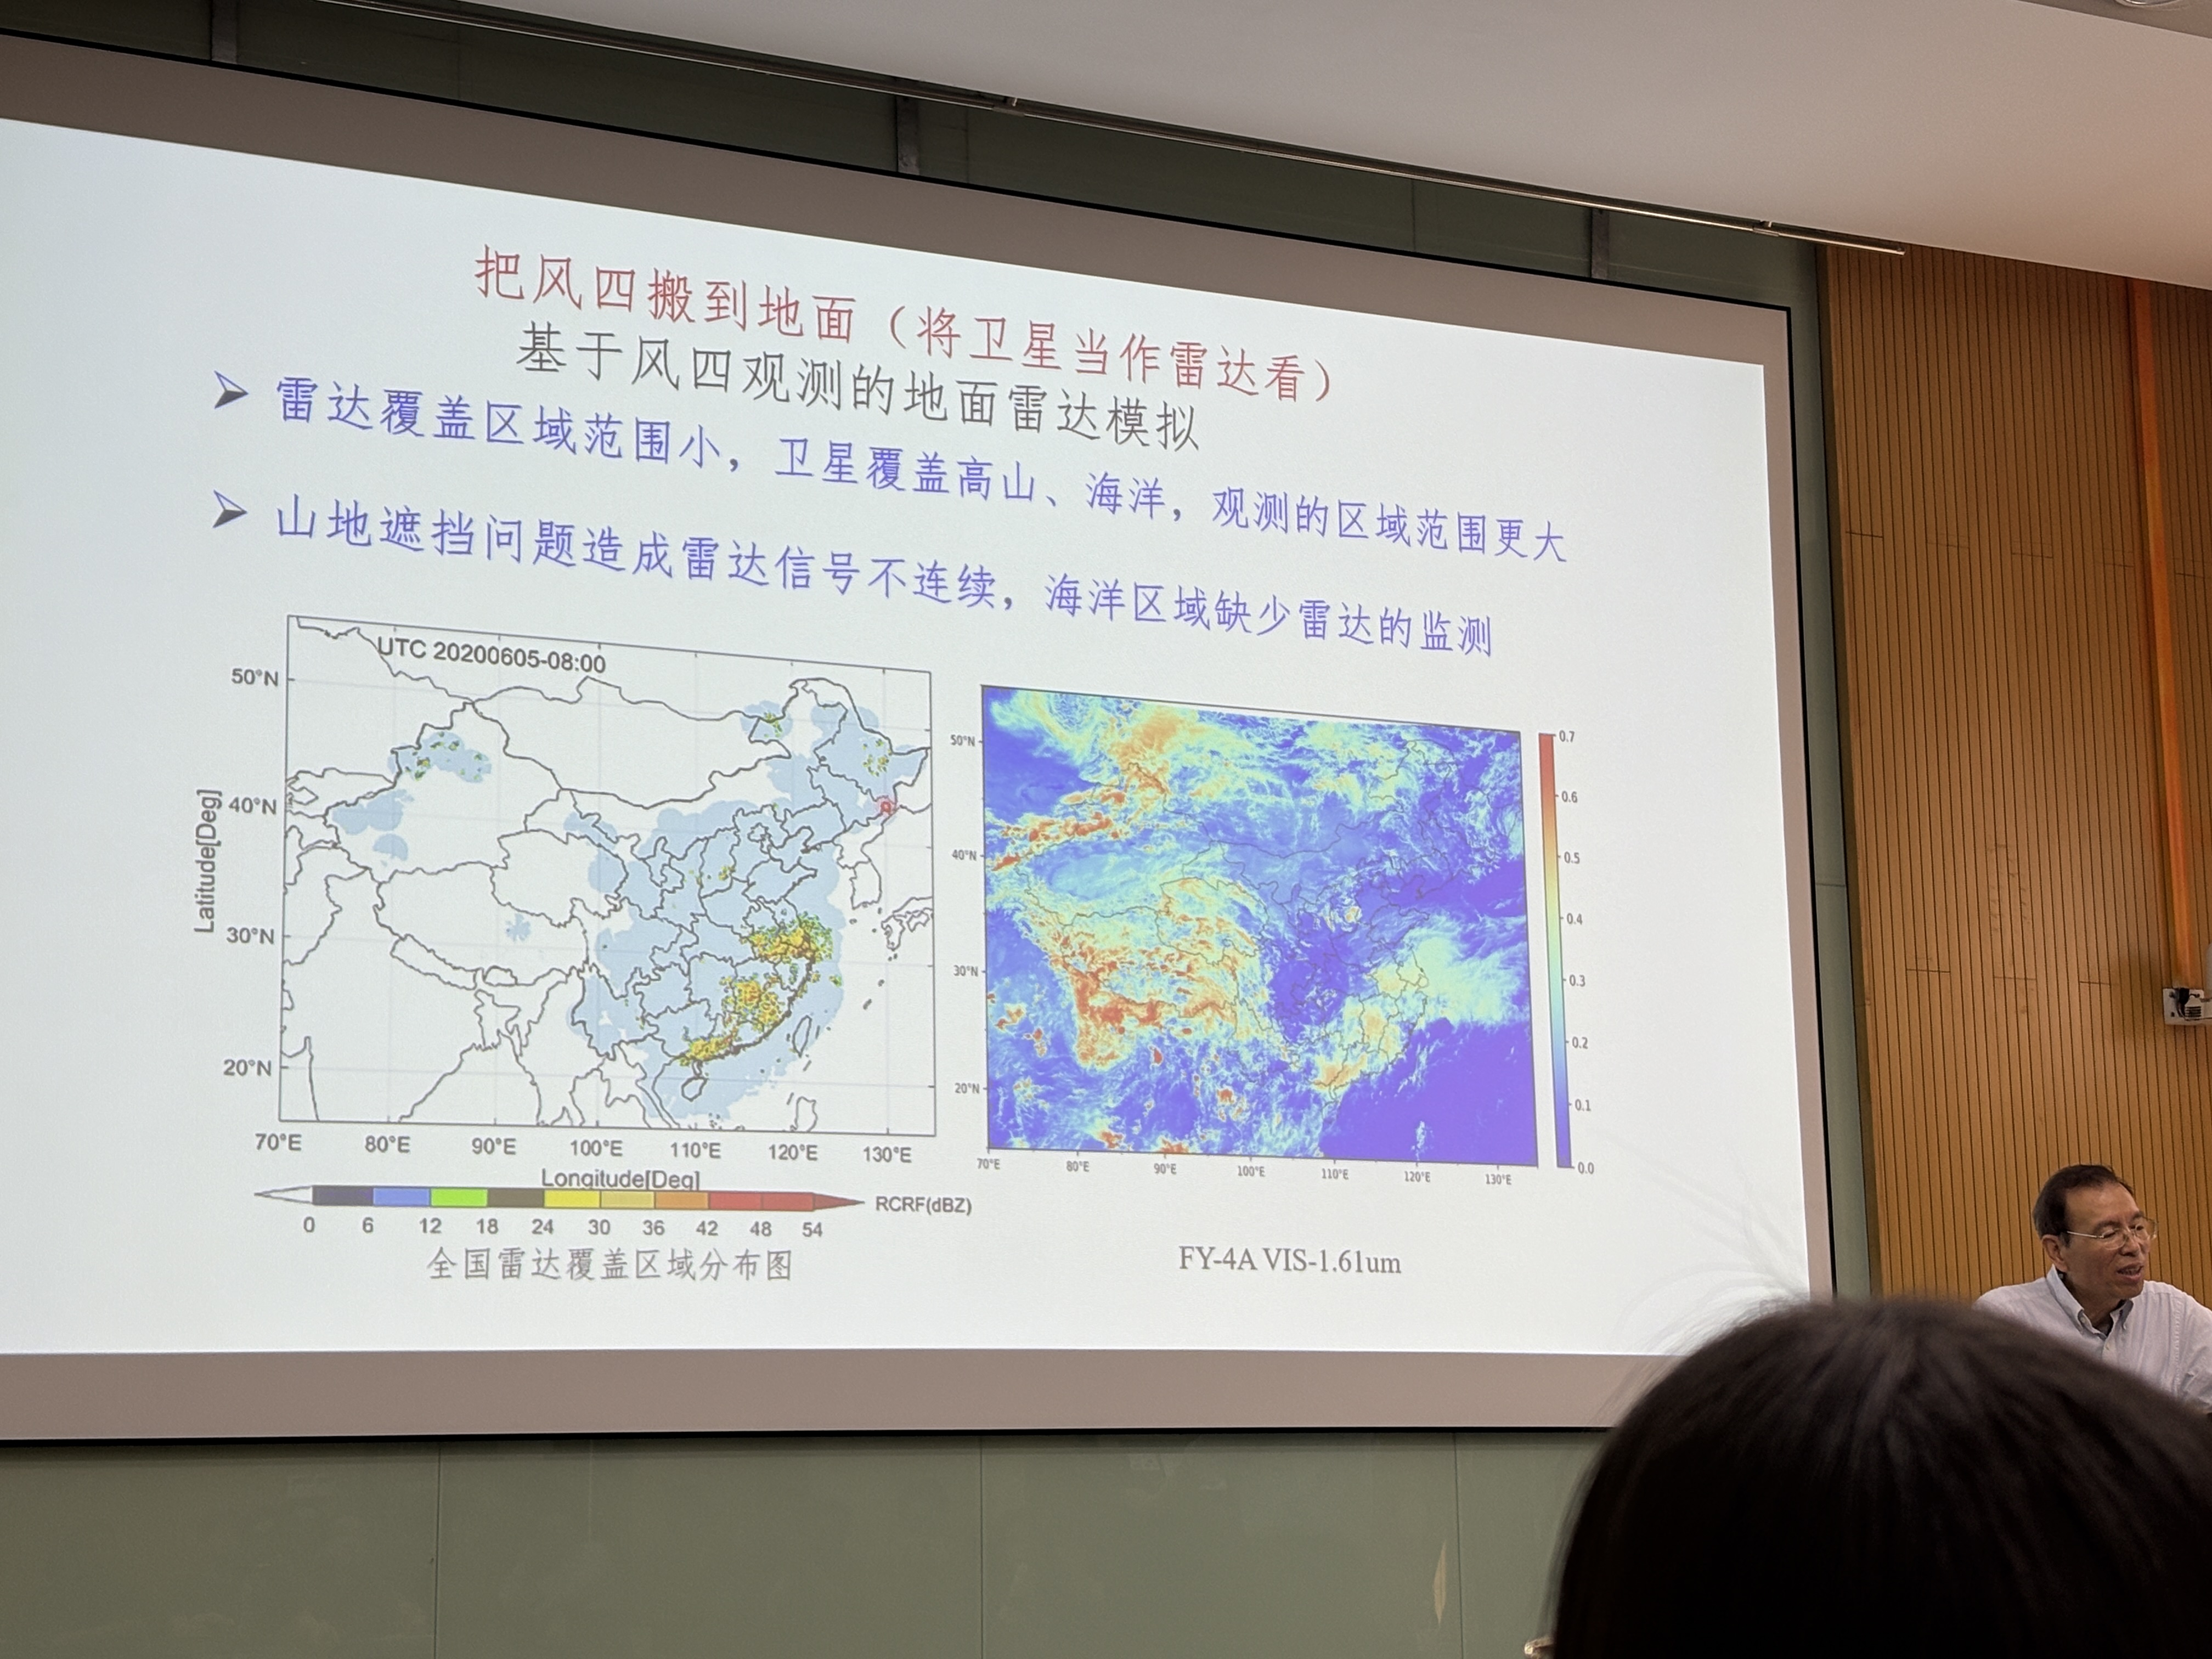 把风四搬到地面（将卫星当作雷达看）
基于风四观测的地面雷达模拟
➢ 雷达覆盖区域范围小，卫星覆盖高山、海洋，观测的区域范围更大
➢ 山地遮挡问题造成雷达信号不连续，海洋区域缺少雷达的监测
UTC 20200605-08:00
50°N
40°N
30°N
20°N
Latitude[Deg]
70°E 80°E 90°E 100°E 110°E 120°E 130°E
Longitude[Deg]
RCRF(dBZ)
0 6 12 18 24 30 36 42 48 54
全国雷达覆盖区域分布图
50°N
40°N
30°N
20°N
70°E 80°E 90°E 100°E 110°E 120°E 130°E
0.7
0.6
0.5
0.4
0.3
0.2
0.1
0.0
FY-4A VIS-1.61um